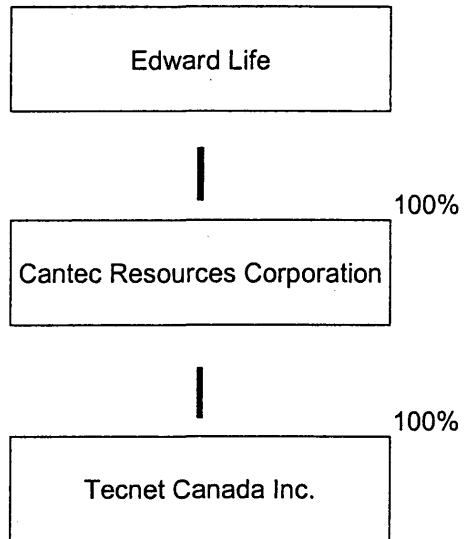 Edward Life
100%
Cantec Resources Corporation
100%
Tecnet Canada Inc.